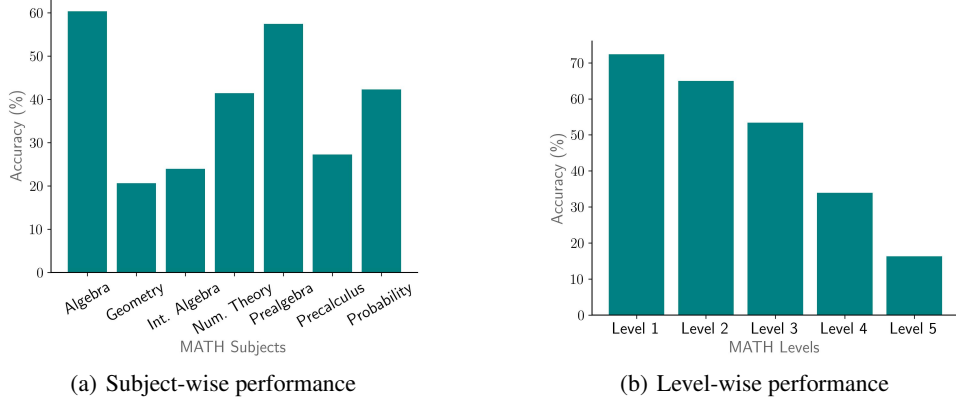 60
50
40
30
20
10
0
Accuracy (%)
Algebra
Geometry
Int. Algebra
Num. Theory
Prealgebra
Precalculus
Probability
MATH Subjects
(a) Subject-wise performance
70
60
50
40
30
20
10
0
Accuracy (%)
Level 1 Level 2 Level 3 Level 4 Level 5
MATH Levels
(b) Level-wise performance